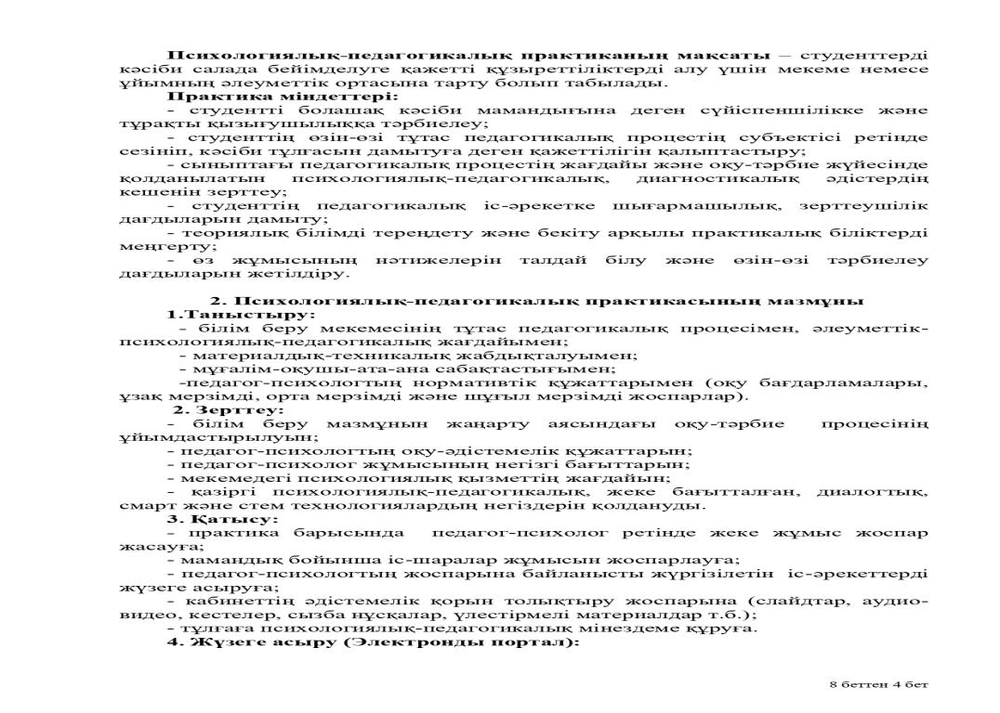 Психологиялық-педагогикалық практиканың мақсаты – студенттерді
кәсіби салада бейімделуге қажетті құзыреттіліктерді алу үшін мекеме немесе
ұйымның әлеуметтік ортасына тарту болып табылады.
Практика міндеттері:
- студентті болашақ кәсіби мамандығына деген сүйіспеншілікке және
тұрақты қызығушылыққа тәрбиелеу;
- студенттің өзін-өзі тұтас педагогикалық процестің субъектісі ретінде
сезініп, кәсіби тұлғасын дамытуға деген қажеттілігін қалыптастыру;
- сыныптағы педагогикалық процестің жағдайы және оқу-тәрбие жүйесінде
қолданылатын психологиялық-педагогикалық, диагностикалық әдістердің
кешенін зерттеу;
- студенттің педагогикалық іс-әрекетке шығармашылық, зерттеушілік
дағдыларын дамыту;
- теориялық білімді тереңдету және бекіту арқылы практикалық біліктерді
меңгерту;
- өз жұмысының нәтижелерін талдай білу және өзін-өзі тәрбиелеу
дағдыларын жетілдіру.
2. Психологиялық-педагогикалық практикасының мазмұны
1.Таныстыру:
- білім беру мекемесінің тұтас педагогикалық процесімен, әлеуметтік-
психологиялық-педагогикалық жағдайымен;
- материалдық-техникалық жабдықталуымен;
- мұғалім-оқушы-ата-ана сабақтастығымен;
-педагог-психологтың нормативтік құжаттарымен (оқу бағдарламалары,
ұзақ мерзімді, орта мерзімді және шұғыл мерзімді жоспарлар).
2. Зерттеу:
- білім беру мазмұнын жаңарту аясындағы оқу-тәрбие процесінің
ұйымдастырылуын;
- педагог-психологтың оқу-әдістемелік құжаттарын;
- педагог-психолог жұмысының негізгі бағыттарын;
- мекемедегі психологиялық қызметтің жағдайын;
- қазіргі психологиялық-педагогикалық, жеке бағытталған, диалогтық,
смарт және стем технологиялардың негіздерін қолдануды.
3. Қатысу:
- практика барысында педагог-психолог ретінде жеке жұмыс жоспар
жасауға;
- мамандық бойынша іс-шаралар жұмысын жоспарлауға;
- педагог-психологтың жоспарына байланысты жүргізілетін іс-әрекеттерді
жүзеге асыруға;
- кабинеттің әдістемелік қорын толықтыру жоспарына (слайдтар, аудио-
видео, кестелер, сызба нұсқалар, үлестірмелі материалдар т.б.);
- тұлғаға психологиялық-педагогикалық мінездеме құруға.
4. Жүзеге асыру (Электронды портал):
8 беттен 4 бет